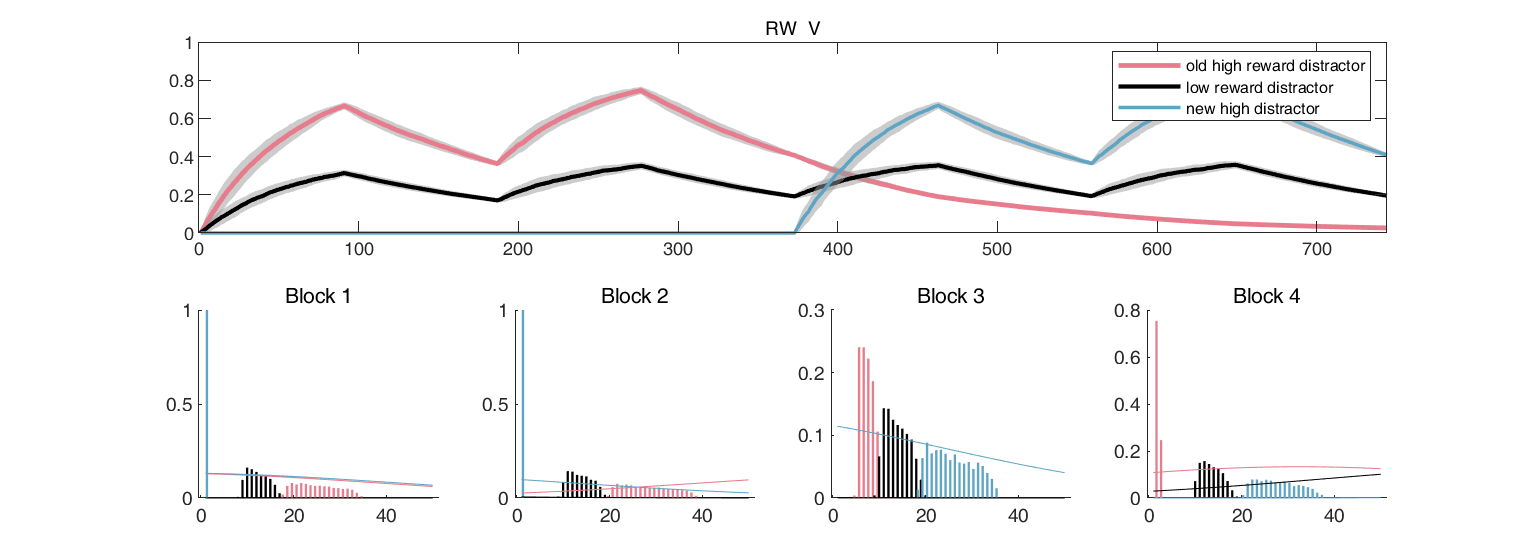 RW V
1
0.8
0.6
0.4
0.2
0
0 100 200 300 400 500 600 700
old high reward distractor
low reward distractor
new high distractor
Block 1
1
0.5
0
0 20 40
Block 2
1
0.5
0
0 20 40
Block 3
0.3
0.2
0.1
0
0 20 40
Block 4
0.8
0.6
0.4
0.2
0
0 20 40